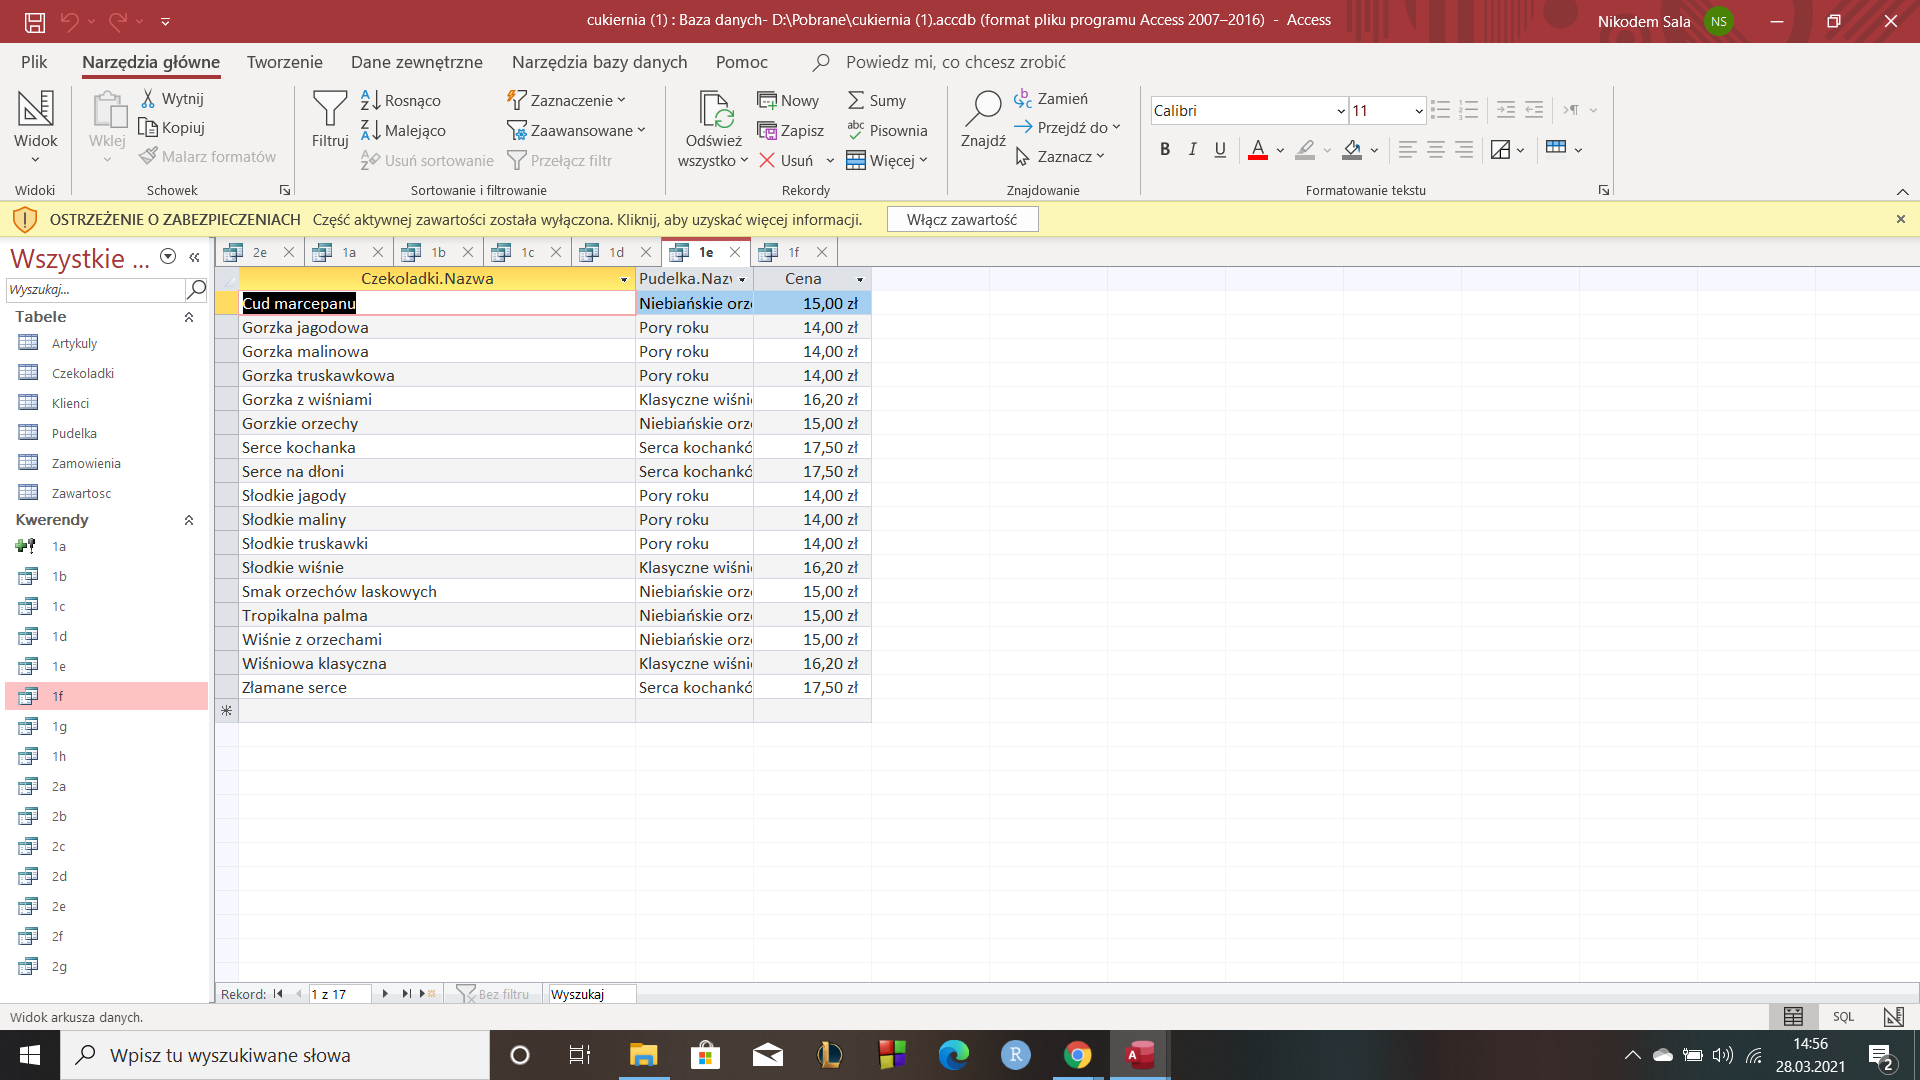 cukiernia (1) : Baza danych- D:\Pobrane\cukiernia (1).accdb (format pliku programu Access 2007–2016) - Access
Nikodem Sala
NS
Plik
Narzędzia główne
Tworzenie
Dane zewnętrzne
Narzędzia bazy danych
Pomoc
Powiedz mi, co chcesz zrobić
Widok
Widoki
Wklej
Wytnij
Kopiuj
Malarz formatów
Schowek
Filtruj
Rosnąco
Malejąco
Usuń sortowanie
Zaznaczenie
Zaawansowane
Przełącz filtr
Sortowanie i filtrowanie
Odśwież
wszystko
Nowy
Zapisz
Usuń
Sumy
Pisownia
Więcej
Rekordy
Znajdź
Zamień
Przejdź do
Zaznacz
Znajdowanie
Calibri
11
B I U
Formatowanie tekstu
OSTRZEŻENIE O ZABEZPIECZENIACH Część aktywnej zawartości została wyłączona. Kliknij, aby uzyskać więcej informacji.
Włącz zawartość
Wszystkie ...
Wyszukaj...
Tabele
Artykuly
Czekoladki
Klienci
Pudelka
Zamowienia
Zawartosc
Kwerendy
1a
1b
1c
1d
1e
1f
1g
1h
2a
2b
2c
2d
2e
2f
2g
2e 1a 1b 1c 1d 1e 1f
Czekoladki.Nazwa Pudelka.Nazw Cena
Cud marcepanu Niebiańskie orze 15,00 zł
Gorzka jagodowa Pory roku 14,00 zł
Gorzka malinowa Pory roku 14,00 zł
Gorzka truskawkowa Pory roku 14,00 zł
Gorzka z wiśniami Klasyczne wiśnie 16,20 zł
Gorzkie orzechy Niebiańskie orze 15,00 zł
Serce kochanka Serca kochankó 17,50 zł
Serce na dłoni Serca kochankó 17,50 zł
Słodkie jagody Pory roku 14,00 zł
Słodkie maliny Pory roku 14,00 zł
Słodkie truskawki Pory roku 14,00 zł
Słodkie wiśnie Klasyczne wiśnie 16,20 zł
Smak orzechów laskowych Niebiańskie orze 15,00 zł
Tropikalna palma Niebiańskie orze 15,00 zł
Wiśnie z orzechami Niebiańskie orze 15,00 zł
Wiśniowa klasyczna Klasyczne wiśnie 16,20 zł
Złamane serce Serca kochankó 17,50 zł
Rekord: 1 z 17 Bez filtru Wyszukaj
Widok arkusza danych.
SQL
Wpisz tu wyszukiwane słowa
14:56
28.03.2021
2